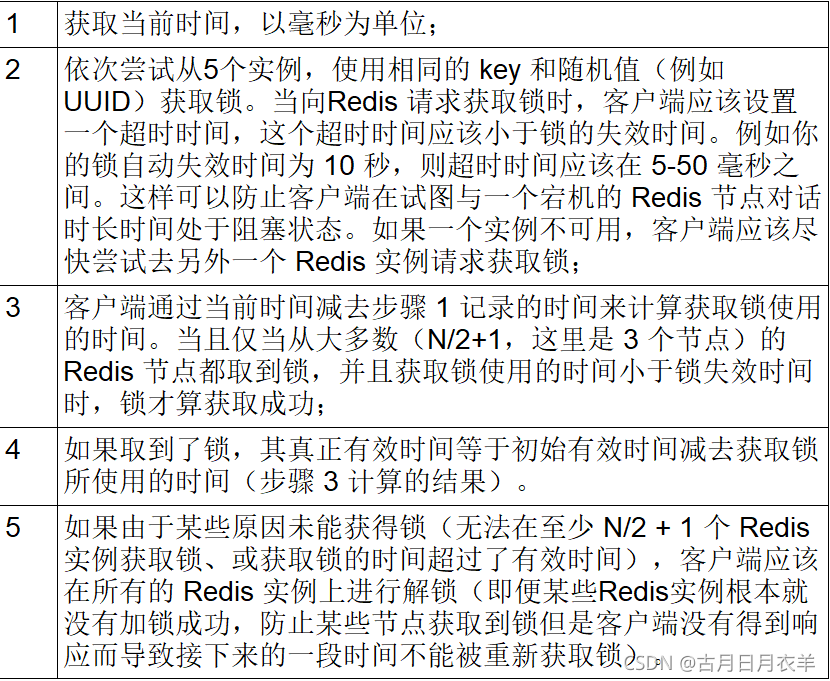 1 获取当前时间，以毫秒为单位；
2 依次尝试从5个实例，使用相同的 key 和随机值（例如
UUID）获取锁。当向Redis 请求获取锁时，客户端应该设置
一个超时时间，这个超时时间应该小于锁的失效时间。例如你
的锁自动失效时间为 10 秒，则超时时间应该在 5-50 毫秒之
间。这样可以防止客户端在试图与一个宕机的 Redis 节点对话
时长时间处于阻塞状态。如果一个实例不可用，客户端应该尽
快尝试去另外一个 Redis 实例请求获取锁；
3 客户端通过当前时间减去步骤 1 记录的时间来计算获取锁使用
的时间。当且仅当从大多数（N/2+1，这里是 3 个节点）的
Redis 节点都取到锁，并且获取锁使用的时间小于锁失效时间
时，锁才算获取成功；
4 如果取到了锁，其真正有效时间等于初始有效时间减去获取锁
所使用的时间（步骤 3 计算的结果）。
5 如果由于某些原因未能获得锁（无法在至少 N/2 + 1 个 Redis
实例获取锁、或获取锁的时间超过了有效时间），客户端应该
在所有的 Redis 实例上进行解锁（即便某些Redis实例根本就
没有加锁成功，防止某些节点获取到锁但是客户端没有得到响
应而导致接下来的一段时间不能被重新获取锁）。
CSDN @古月日月衣羊